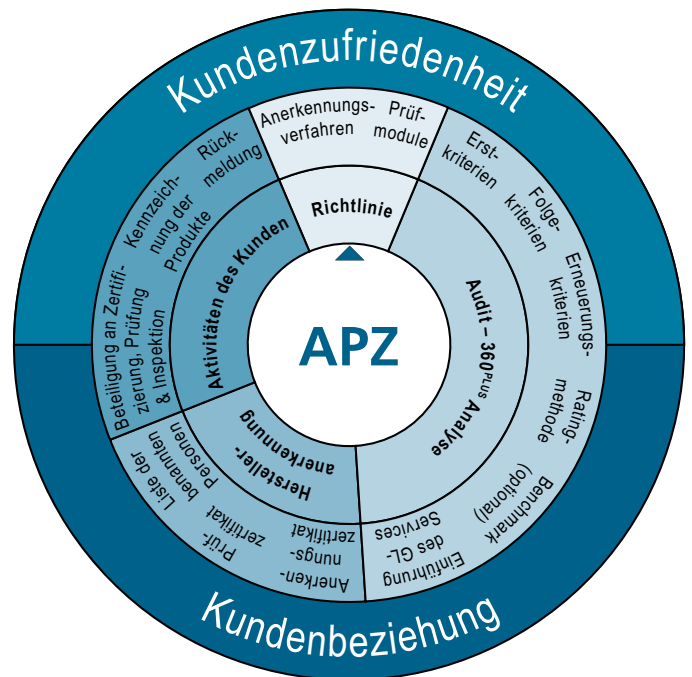 Kundenzufriedenheit
Anerkennungs-
verfahren
Prüf-
module
Erst-
kriterien
Folge-
kriterien
Erneuerungs-
kriterien
Rating-
methode
Benchmark
(optional)
Einführung
des GL-
Services
Anerken-
nungs-
zertifikat
Prüf-
zertifikat
Liste der
benannten
Personen
Beteiligung an Zertifi-
zierung, Prüfung
& Inspektion
Kennzeich-
nung der
Produkte
Rück-
meldung
Richtlinie
Audit – 360PLUS Analyse
Hersteller-
anerkennung
Aktivitäten des Kunden
APZ
Kundenbeziehung